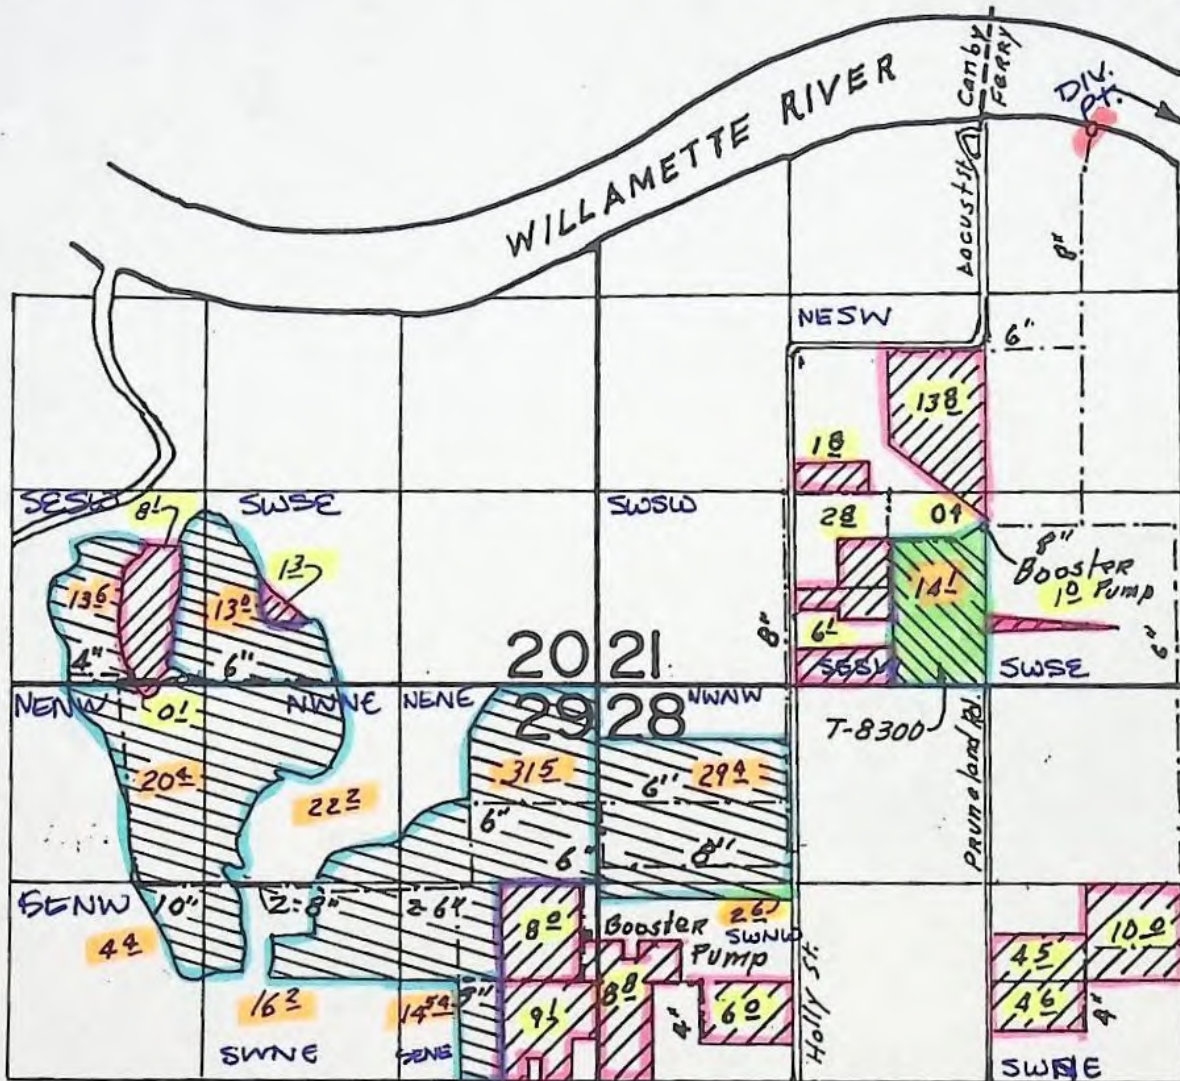 Canby
FERRY
DIV.
PT.
WILLAMETTE RIVER
Locust St.
8"
NESW
6"
13 8
1 8
SESW
SWSE
SWSW
8 1
2 8
0 4
8"
Booster
Pump
1 0
1 3
13 6
13 0
14 1
8"
6 1
6"
4"
6"
20 21
SESW
SWSE
NENW
0 1
NWNE
NENE
29 28
NWNW
T-8300
Pruneland Rd.
20 4
31 5
6"
29 4
22 2
6"
6"
8"
SENW
10"
2-8"
2-6"
8 0
Booster
Pump
2 6
SWNW
10 0
4 4
4 5
16 3
14 54
9 1
8 8
4"
6 0
Holly St.
4 6
4"
SWNE
SENE